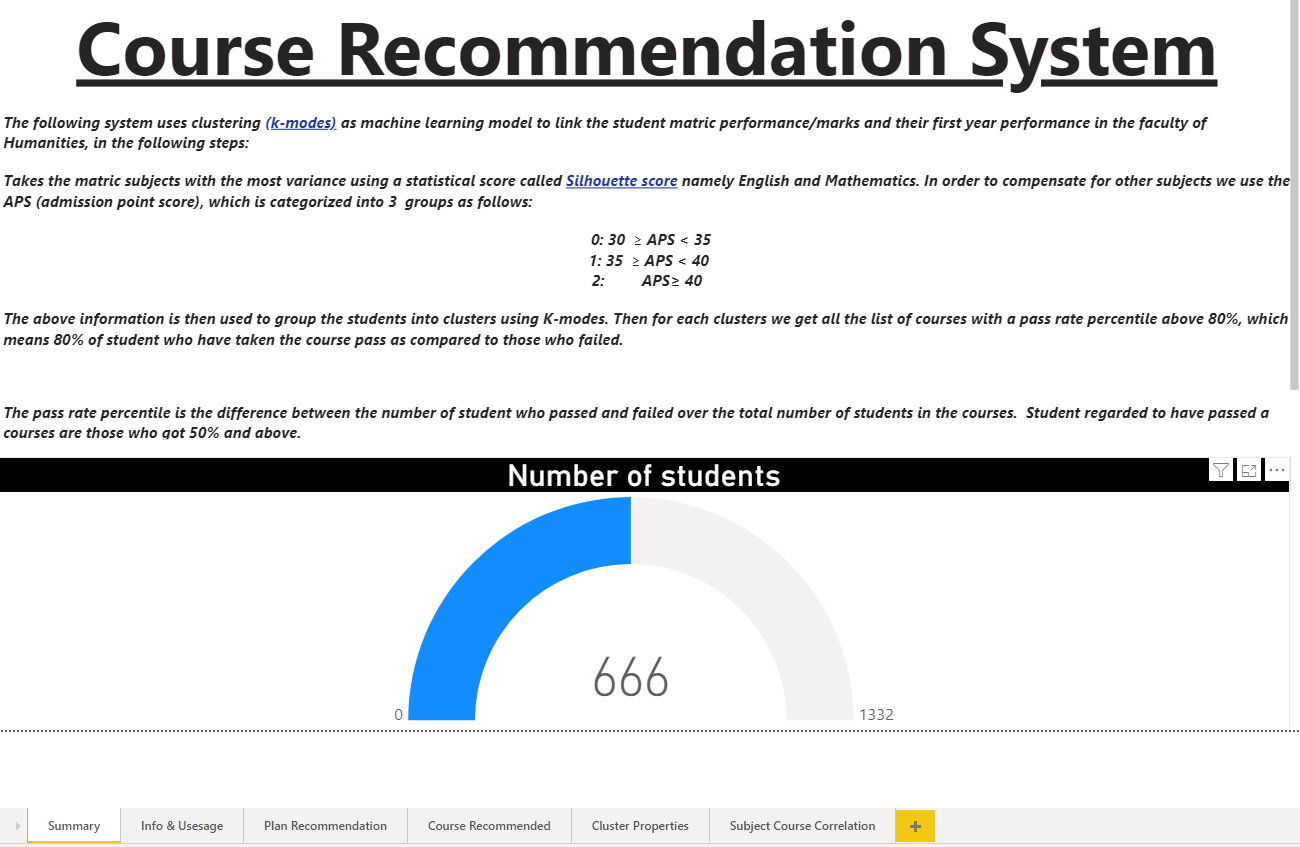 Course Recommendation System
The following system uses clustering (k-modes) as machine learning model to link the student matric performance/marks and their first year performance in the faculty of
Humanities, in the following steps:
Takes the matric subjects with the most variance using a statistical score called Silhouette score namely English and Mathematics. In order to compensate for other subjects we use the
APS (admission point score), which is categorized into 3 groups as follows:
0: 30 ≥ APS < 35
1: 35 ≥ APS < 40
2: APS≥ 40
The above information is then used to group the students into clusters using K-modes. Then for each clusters we get all the list of courses with a pass rate percentile above 80%, which
means 80% of student who have taken the course pass as compared to those who failed.
The pass rate percentile is the difference between the number of student who passed and failed over the total number of students in the courses. Student regarded to have passed a
courses are those who got 50% and above.
Number of students
666
0 1332
Summary Info & Usesage Plan Recommendation Course Recommended Cluster Properties Subject Course Correlation